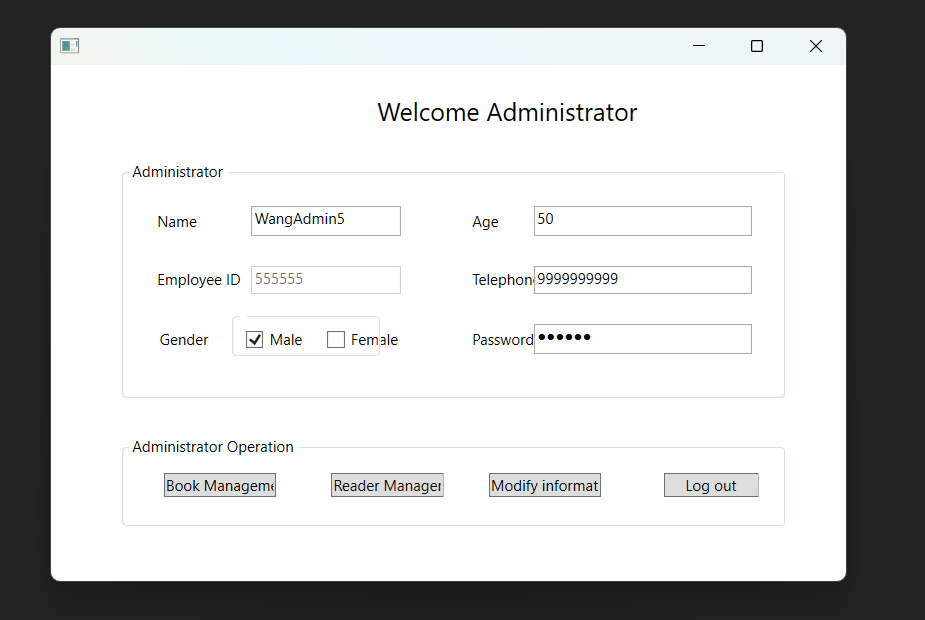 Welcome Administrator
Administrator
Name WangAdmin5 Age 50
Employee ID 555555 Telephon 9999999999
Gender Male Female Password ●●●●●●
Administrator Operation
Book Manageme Reader Manager Modify informat Log out